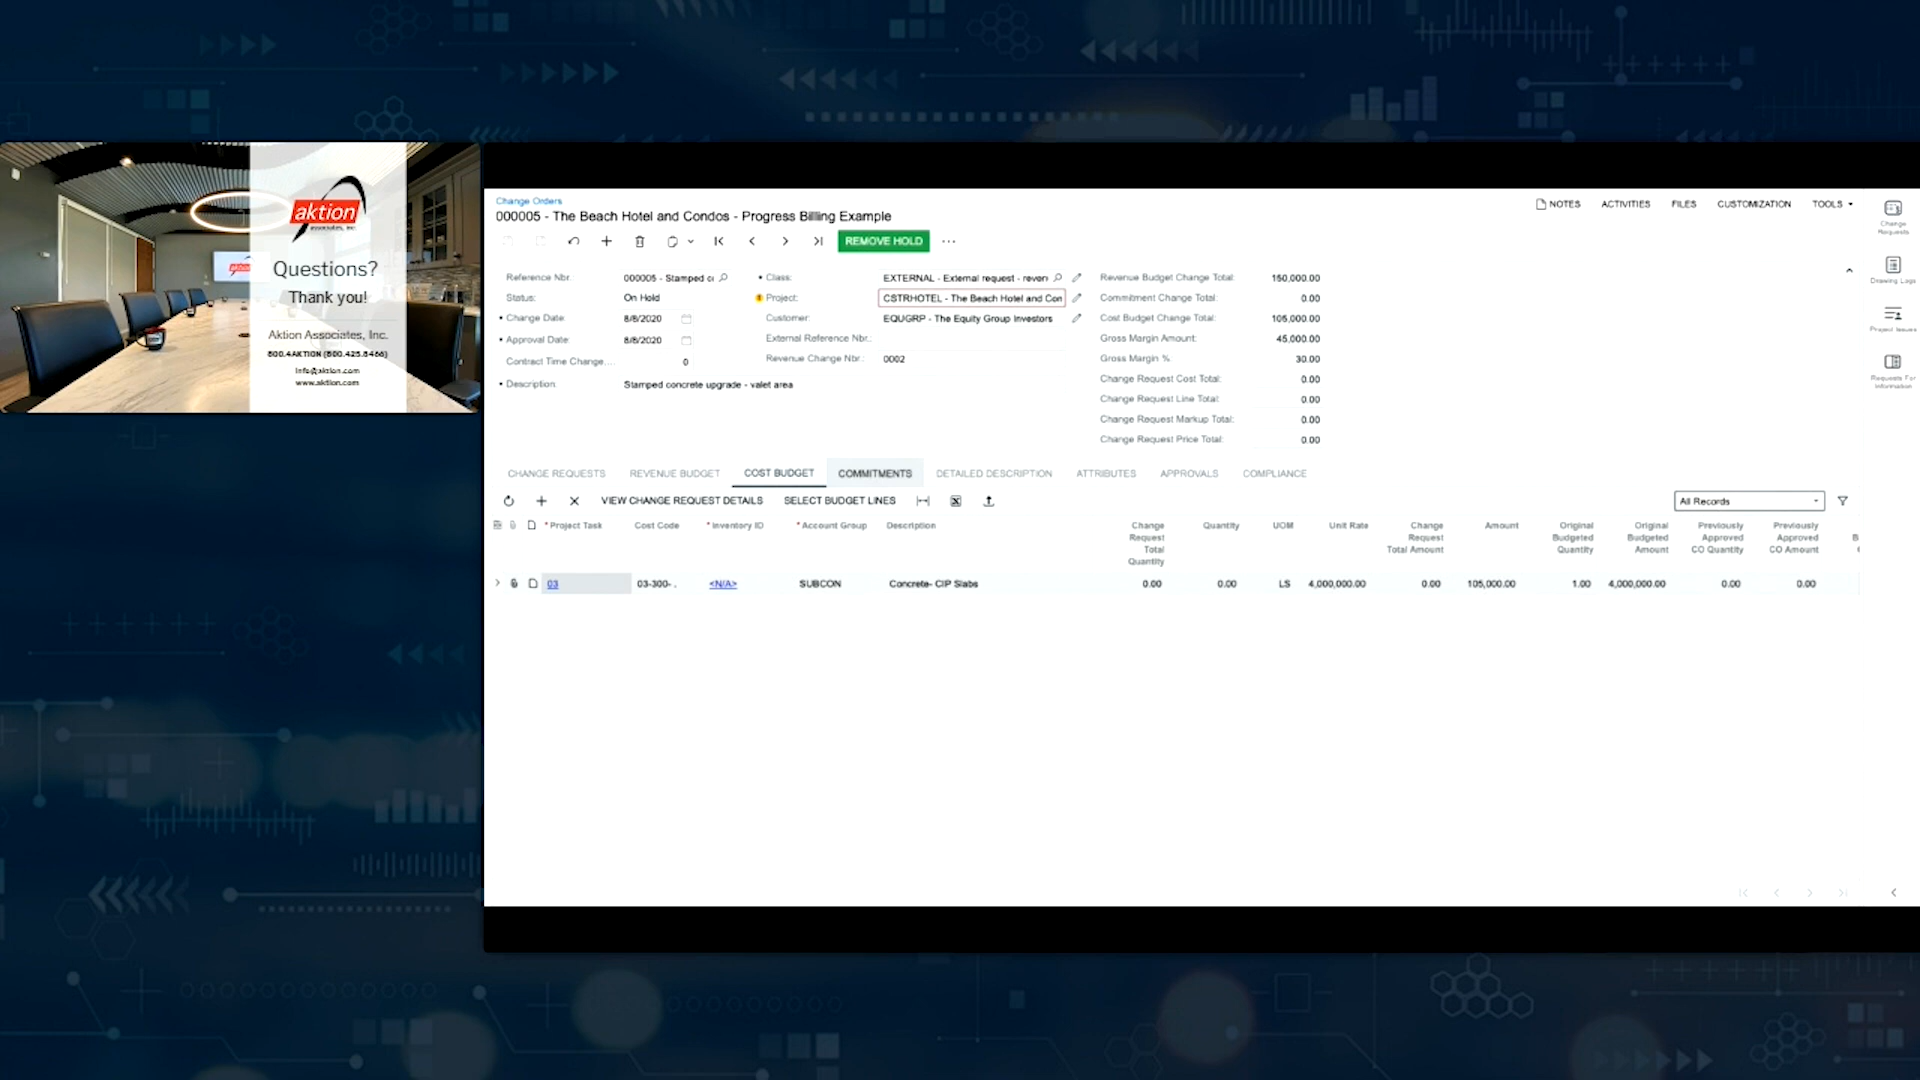 aktion
associates, inc.
Questions?
Thank you!
Aktion Associates, Inc.
800.4AKTION (800.425.8466)
info@aktion.com
www.aktion.com
Change Orders
000005 - The Beach Hotel and Condos - Progress Billing Example
NOTES ACTIVITIES FILES CUSTOMIZATION TOOLS
REMOVE HOLD
Change Requests
Drawing Logs
Project Issues
Requests For Information
Reference Nbr.: 000005 - Stamped c
Status: On Hold
Change Date: 8/8/2020
Approval Date: 8/8/2020
Contract Time Change... 0
Description: Stamped concrete upgrade - valet area
Class: EXTERNAL - External request - reven
Project: CSTRHOTEL - The Beach Hotel and Con
Customer: EQUGRP - The Equity Group Investors
External Reference Nbr.:
Revenue Change Nbr.: 0002
Revenue Budget Change Total: 150,000.00
Commitment Change Total: 0.00
Cost Budget Change Total: 105,000.00
Gross Margin Amount: 45,000.00
Gross Margin %: 30.00
Change Request Cost Total: 0.00
Change Request Line Total: 0.00
Change Request Markup Total: 0.00
Change Request Price Total: 0.00
CHANGE REQUESTS REVENUE BUDGET COST BUDGET COMMITMENTS DETAILED DESCRIPTION ATTRIBUTES APPROVALS COMPLIANCE
VIEW CHANGE REQUEST DETAILS SELECT BUDGET LINES All Records
*Project Task Cost Code *Inventory ID *Account Group Description Change Request Total Quantity Quantity UOM Unit Rate Change Request Total Amount Amount Original Budgeted Quantity Original Budgeted Amount Previously Approved CO Quantity Previously Approved CO Amount
03 03-300- . <N/A> SUBCON Concrete- CIP Slabs 0.00 0.00 LS 4,000,000.00 0.00 105,000.00 1.00 4,000,000.00 0.00 0.00